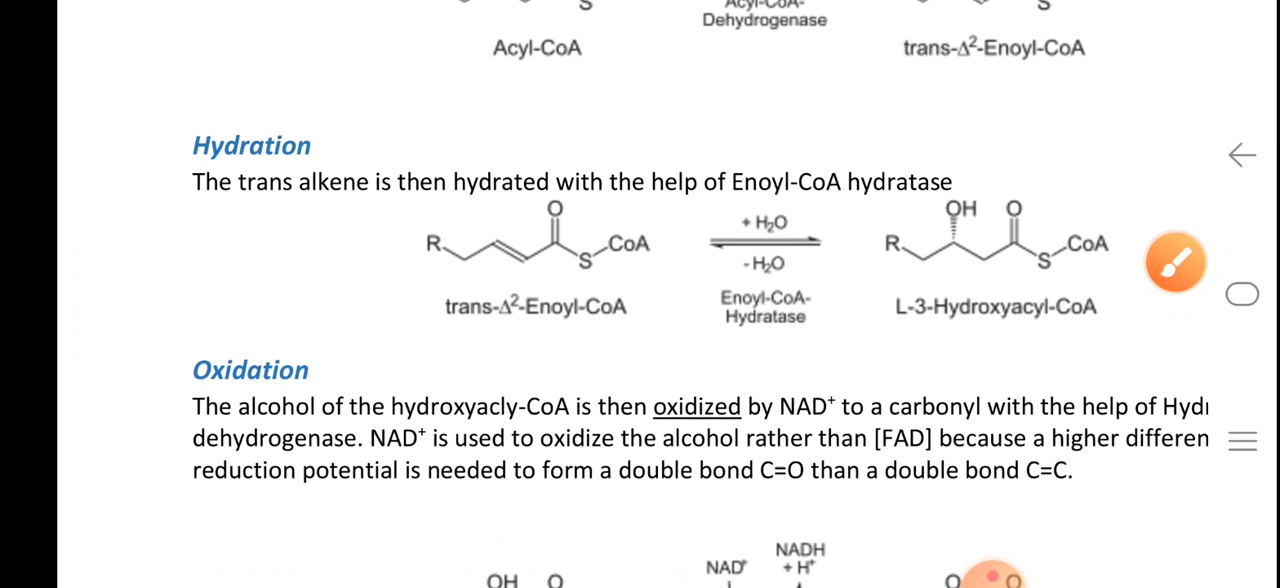 S
Acyl-CoA-
S
Dehydrogenase
Acyl-CoA
trans-Δ²-Enoyl-CoA
Hydration
The trans alkene is then hydrated with the help of Enoyl-CoA hydratase
O
OH O
+ H₂O
R
CoA
R
CoA
S
- H₂O
S
trans-Δ²-Enoyl-CoA
Enoyl-CoA-
Hydratase
L-3-Hydroxyacyl-CoA
Oxidation
The alcohol of the hydroxyacly-CoA is then oxidized by NAD⁺ to a carbonyl with the help of
dehydrogenase. NAD⁺ is used to oxidize the alcohol rather than [FAD] because a higher differen
reduction potential is needed to form a double bond C=O than a double bond C=C.
NADH
NAD⁺ + H⁺
OH O
O O